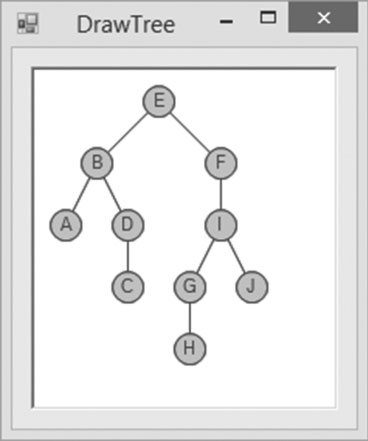 DrawTree
E
B F
A D I
C G J
H